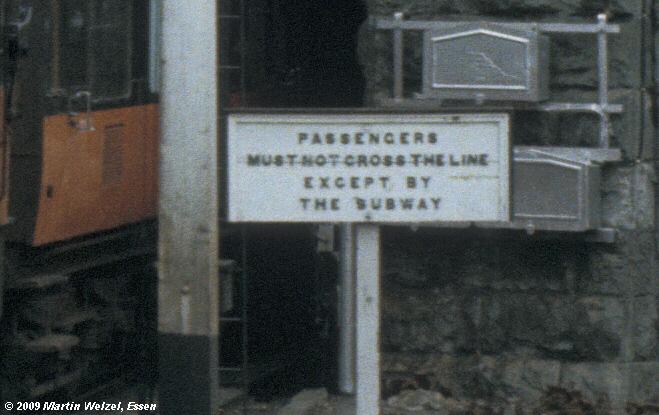 PASSENGERS
MUST NOT CROSS THE LINE
EXCEPT BY
THE SUBWAY
© 2009 Martin Welzel, Essen